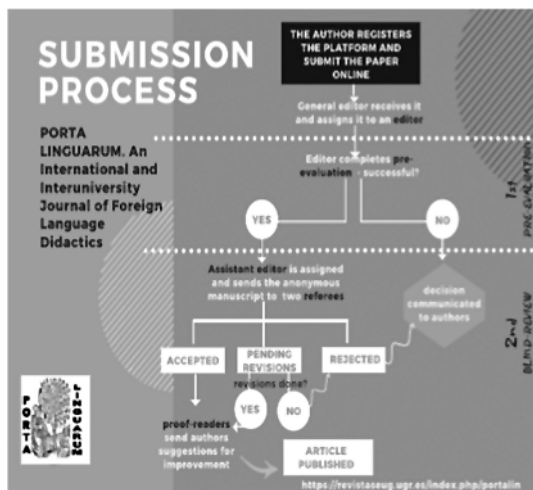 SUBMISSION
PROCESS
PORTA
LINGUARUM. An
International and
Interuniversity
Journal of Foreign
Language
Didactics
THE AUTHOR REGISTERS
THE PLATFORM AND
SUBMIT THE PAPER
ONLINE
General editor receives it
and assigns it to an editor
Editor completes pre-
evaluation - successful?
YES
NO
1st
PRE EVALUATION
Assistant editor is assigned
and sends the anonymous
manuscript to two referees
decision
communicated
to authors
2nd
BLIND REVIEW
ACCEPTED
PENDING
REVISIONS
REJECTED
revisions done?
YES
NO
proof-readers
send authors
suggestions for
improvement
ARTICLE
PUBLISHED
PORTA
LINGUARUM
https://revistaseug.ugr.es/index.php/portalin